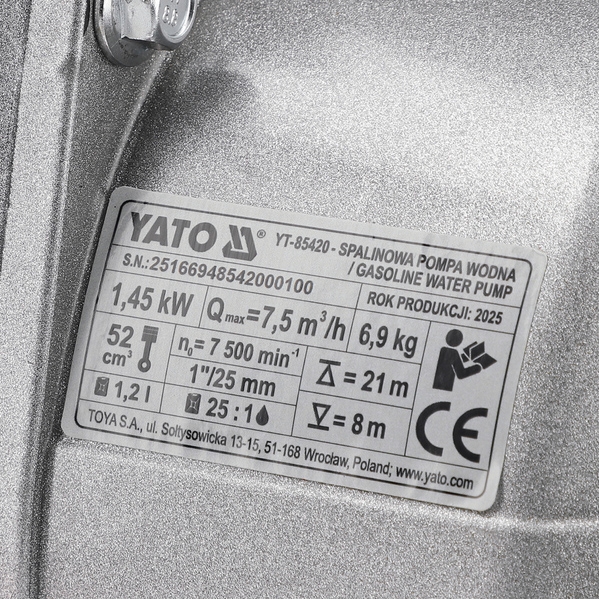 8.8
YATO ® YT-85420 - SPALINOWA POMPA WODNA
/ GASOLINE WATER PUMP
S.N.:25166948542000100
ROK PRODUKCJI: 2025
1,45 kW
Qmax=7,5 m³/h
6,9 kg
52
cm³
n₀= 7 500 min⁻¹
1"/25 mm
= 21 m
1,2 l
25 : 1
= 8 m
CE
TOYA S.A., ul. Sołtysowicka 13-15, 51-168 Wrocław, Poland; www.yato.com